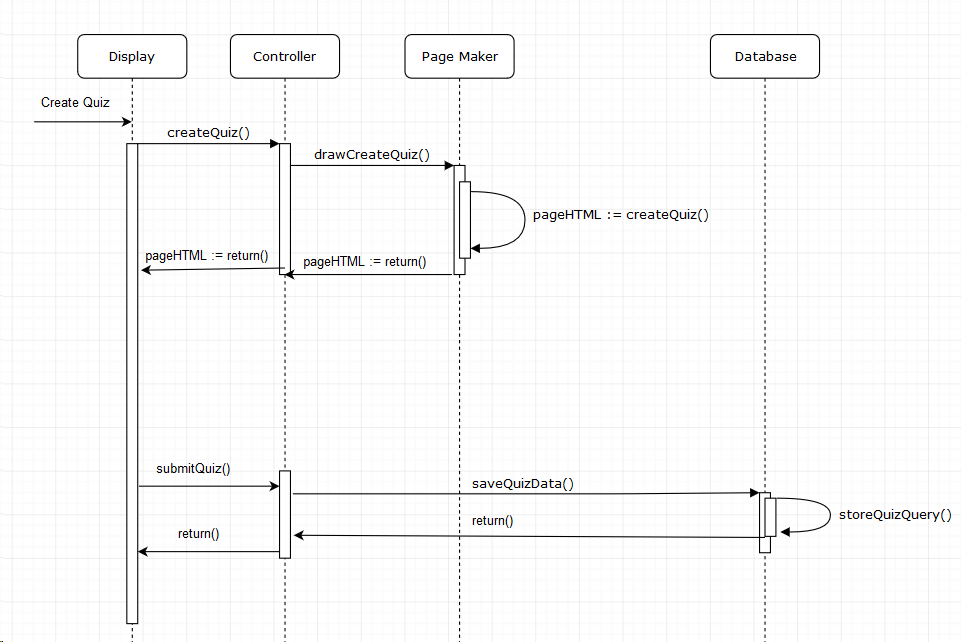 Display
Controller
Page Maker
Database
Create Quiz
createQuiz()
drawCreateQuiz()
pageHTML := createQuiz()
pageHTML := return()
pageHTML := return()
submitQuiz()
saveQuizData()
storeQuizQuery()
return()
return()